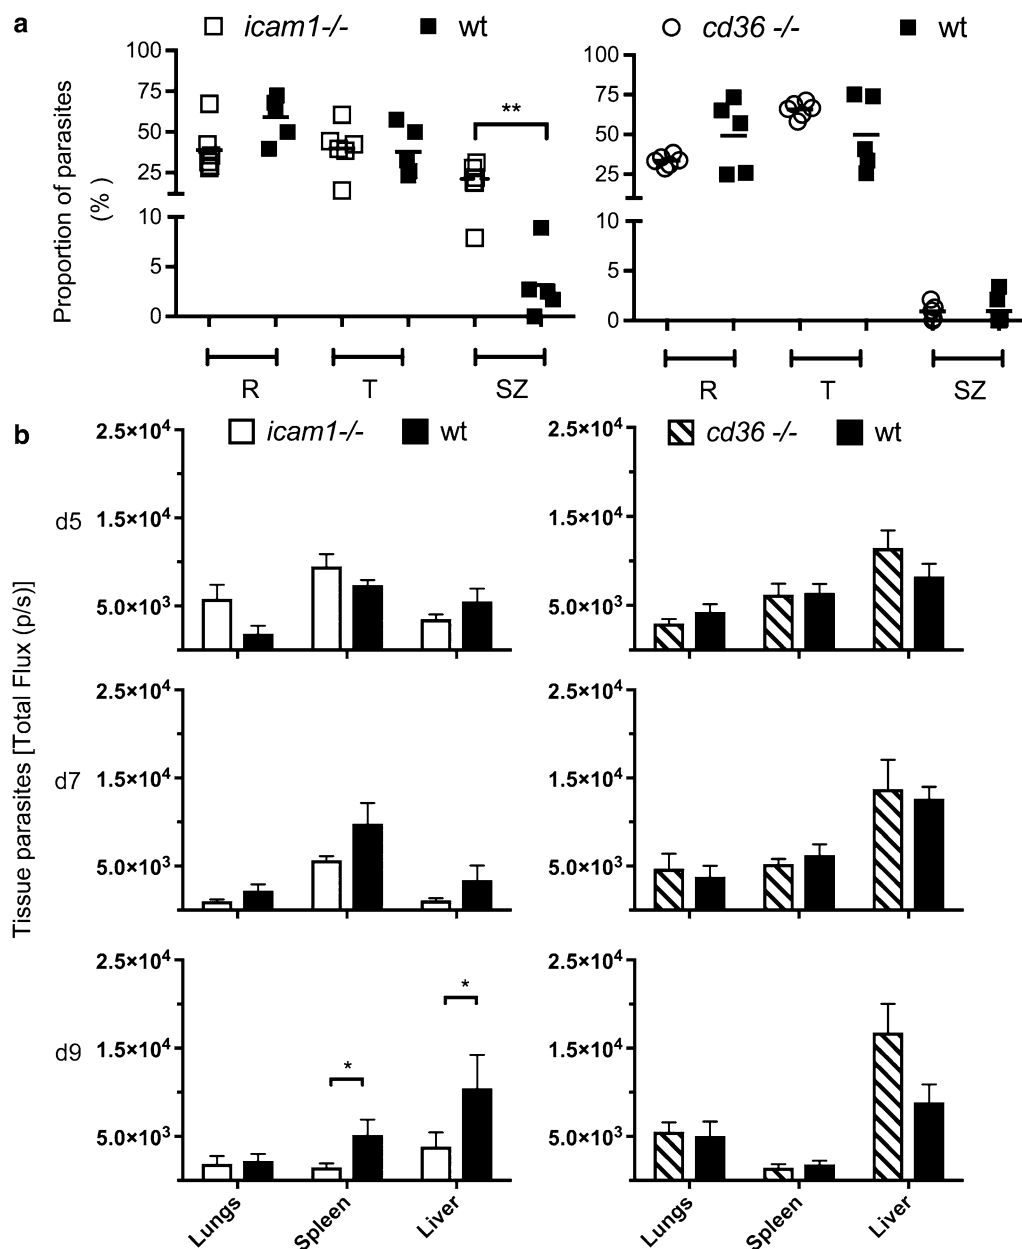 a
icam1-/- wt
cd36 -/- wt
Proportion of parasites
(% )
100
75
50
25
10
5
0
**
R T SZ
100
75
50
25
10
5
0
R T SZ
b
icam1-/- wt
cd36 -/- wt
Tissue parasites [Total Flux (p/s)]
d5
2.5×10⁴
1.5×10⁴
5.0×10³
2.5×10⁴
1.5×10⁴
5.0×10³
d7
2.5×10⁴
1.5×10⁴
5.0×10³
2.5×10⁴
1.5×10⁴
5.0×10³
d9
2.5×10⁴
1.5×10⁴
5.0×10³
*
*
2.5×10⁴
1.5×10⁴
5.0×10³
Lungs Spleen Liver
Lungs Spleen Liver